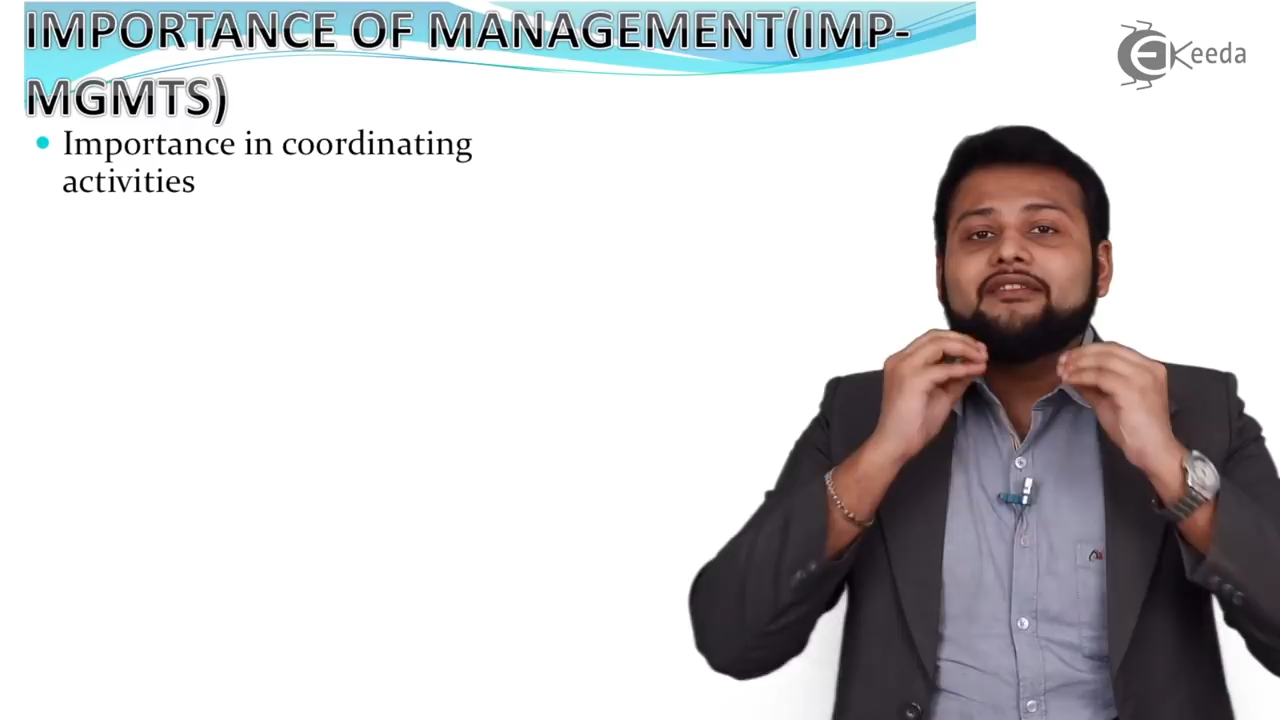 IMPORTANCE OF MANAGEMENT(IMP-
MGMTS)
Keeda
• Importance in coordinating
activities